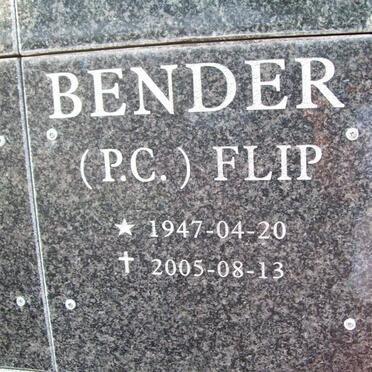 BENDER
(P.C.) FLIP
★ 1947-04-20
✝ 2005-08-13